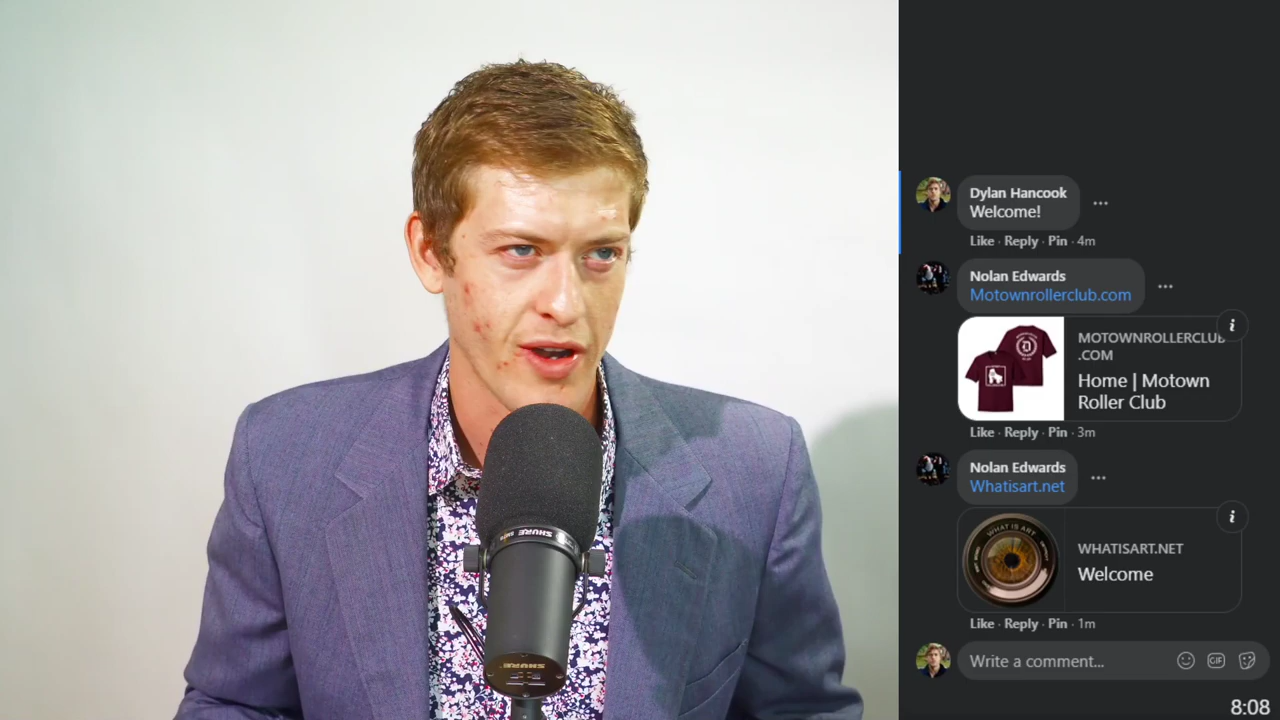 Dylan Hancook
Welcome!
Like · Reply · Pin · 4m
Nolan Edwards
Motownrollerclub.com
MOTOWNROLLERCLUB
.COM
Home | Motown
Roller Club
Like · Reply · Pin · 3m
Nolan Edwards
Whatisart.net
WHAT IS ART
WHATISART.NET
Welcome
Like · Reply · Pin · 1m
Write a comment...
GIF
8:08
SHURE SM7B
SHURE